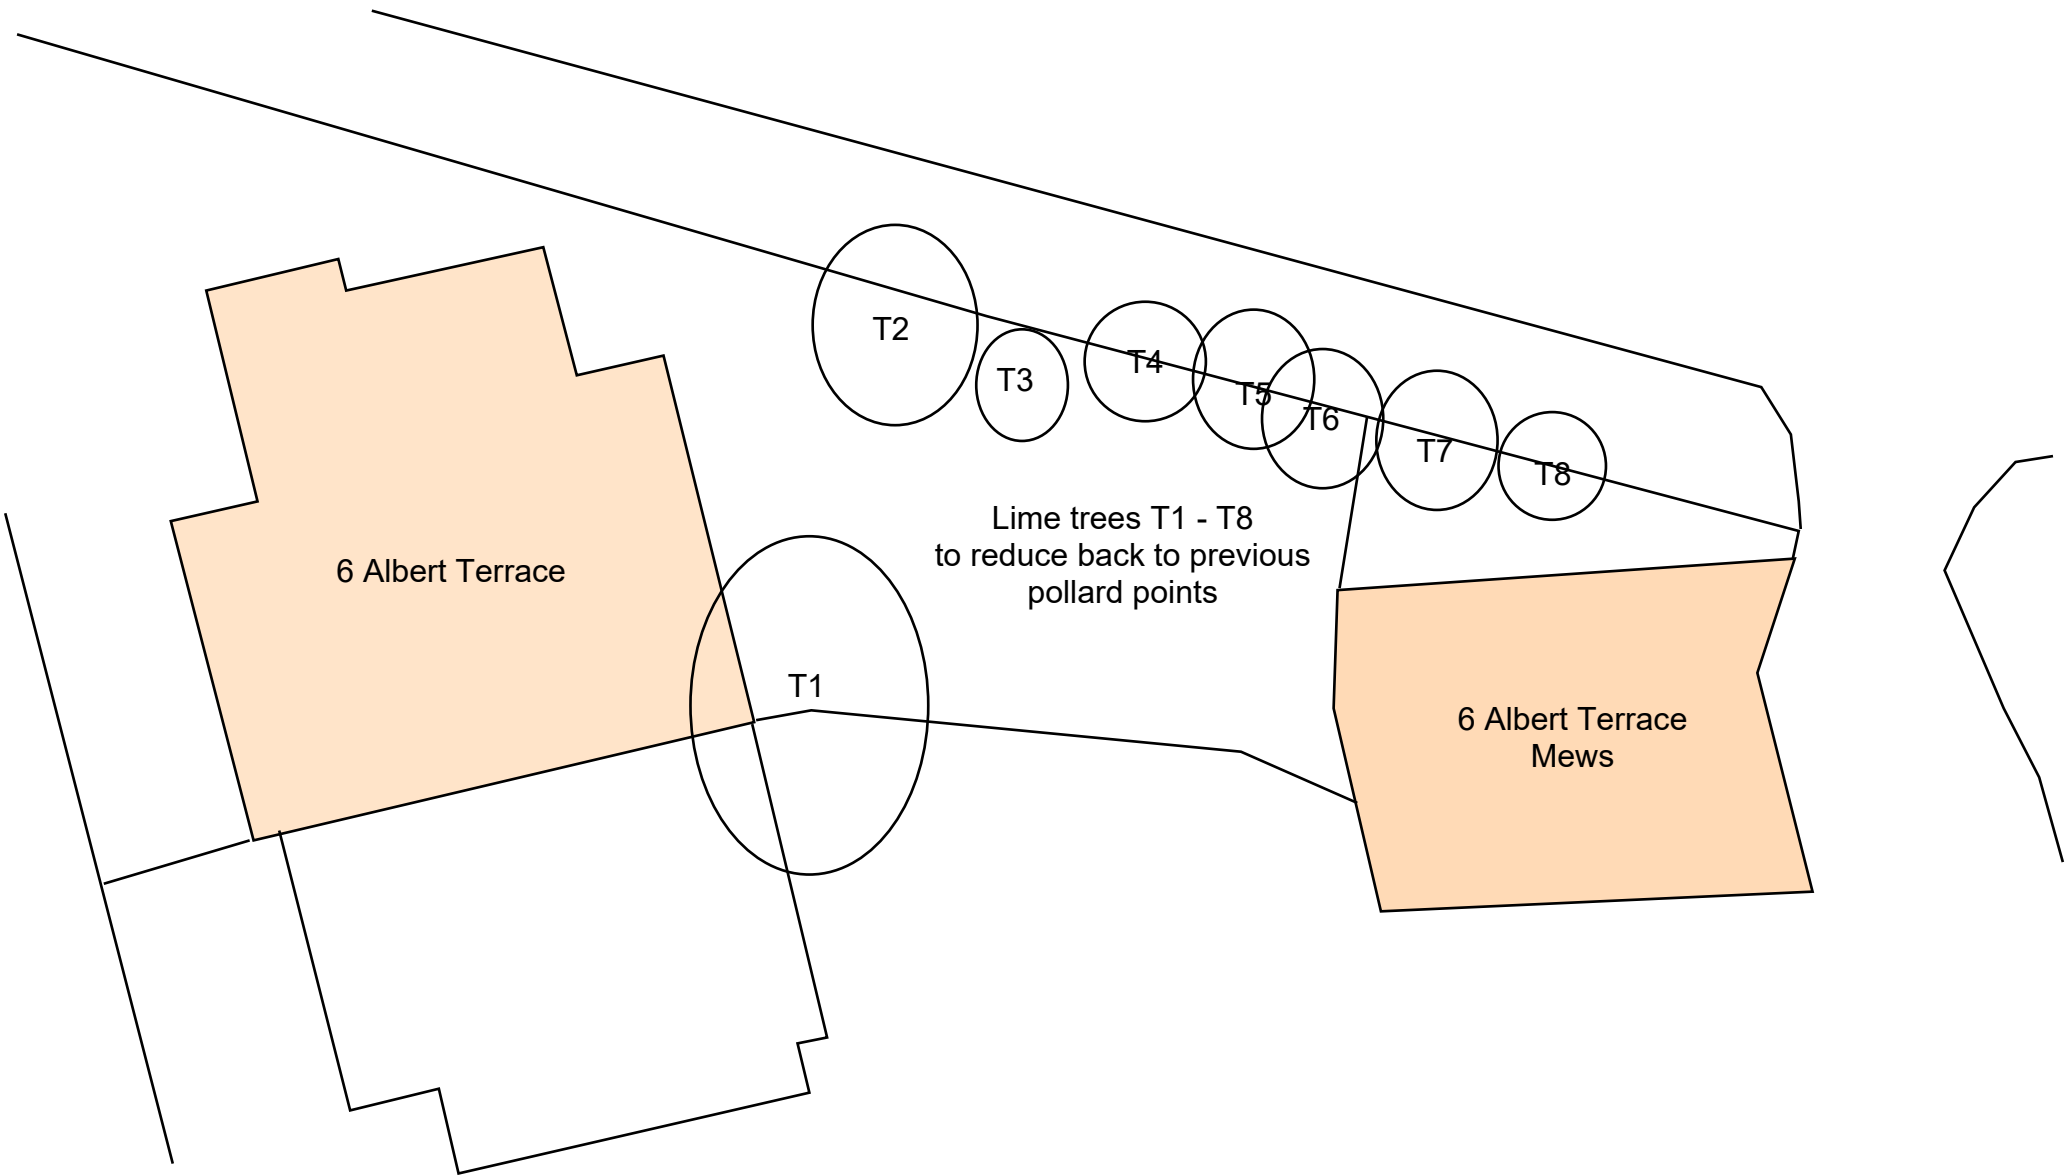 T2
T3
T4
T5
T6
T7
T8
Lime trees T1 - T8
to reduce back to previous
pollard points
6 Albert Terrace
T1
6 Albert Terrace
Mews